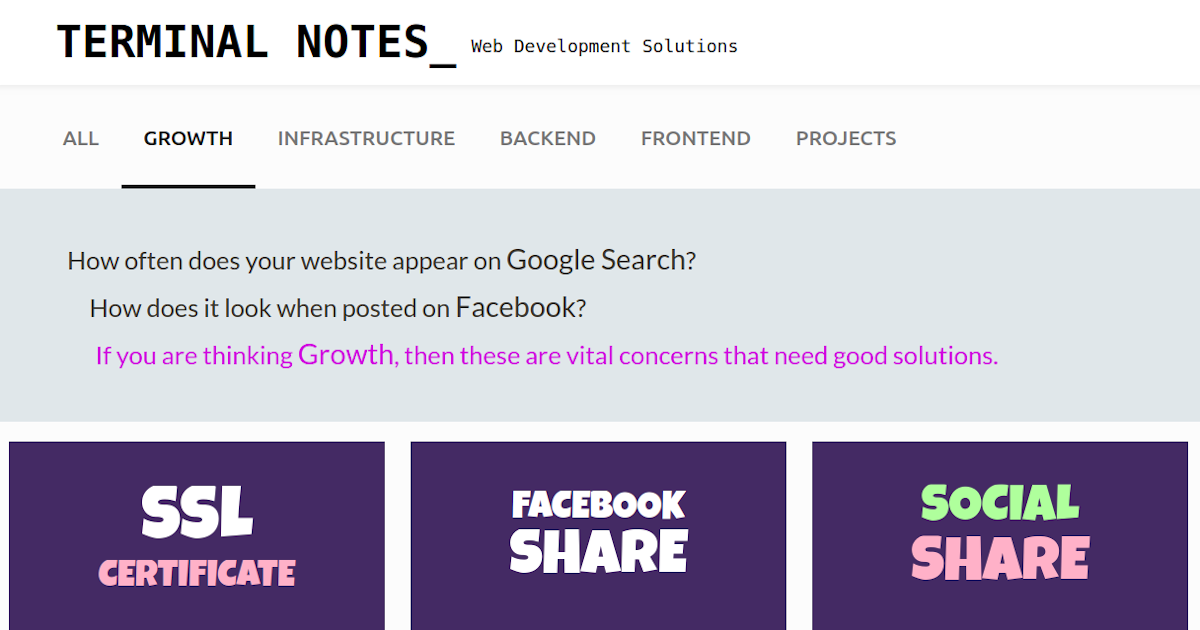 TERMINAL NOTES_ Web Development Solutions
ALL GROWTH INFRASTRUCTURE BACKEND FRONTEND PROJECTS
How often does your website appear on Google Search?
How does it look when posted on Facebook?
If you are thinking Growth, then these are vital concerns that need good solutions.
SSL
CERTIFICATE
FACEBOOK
SHARE
SOCIAL
SHARE